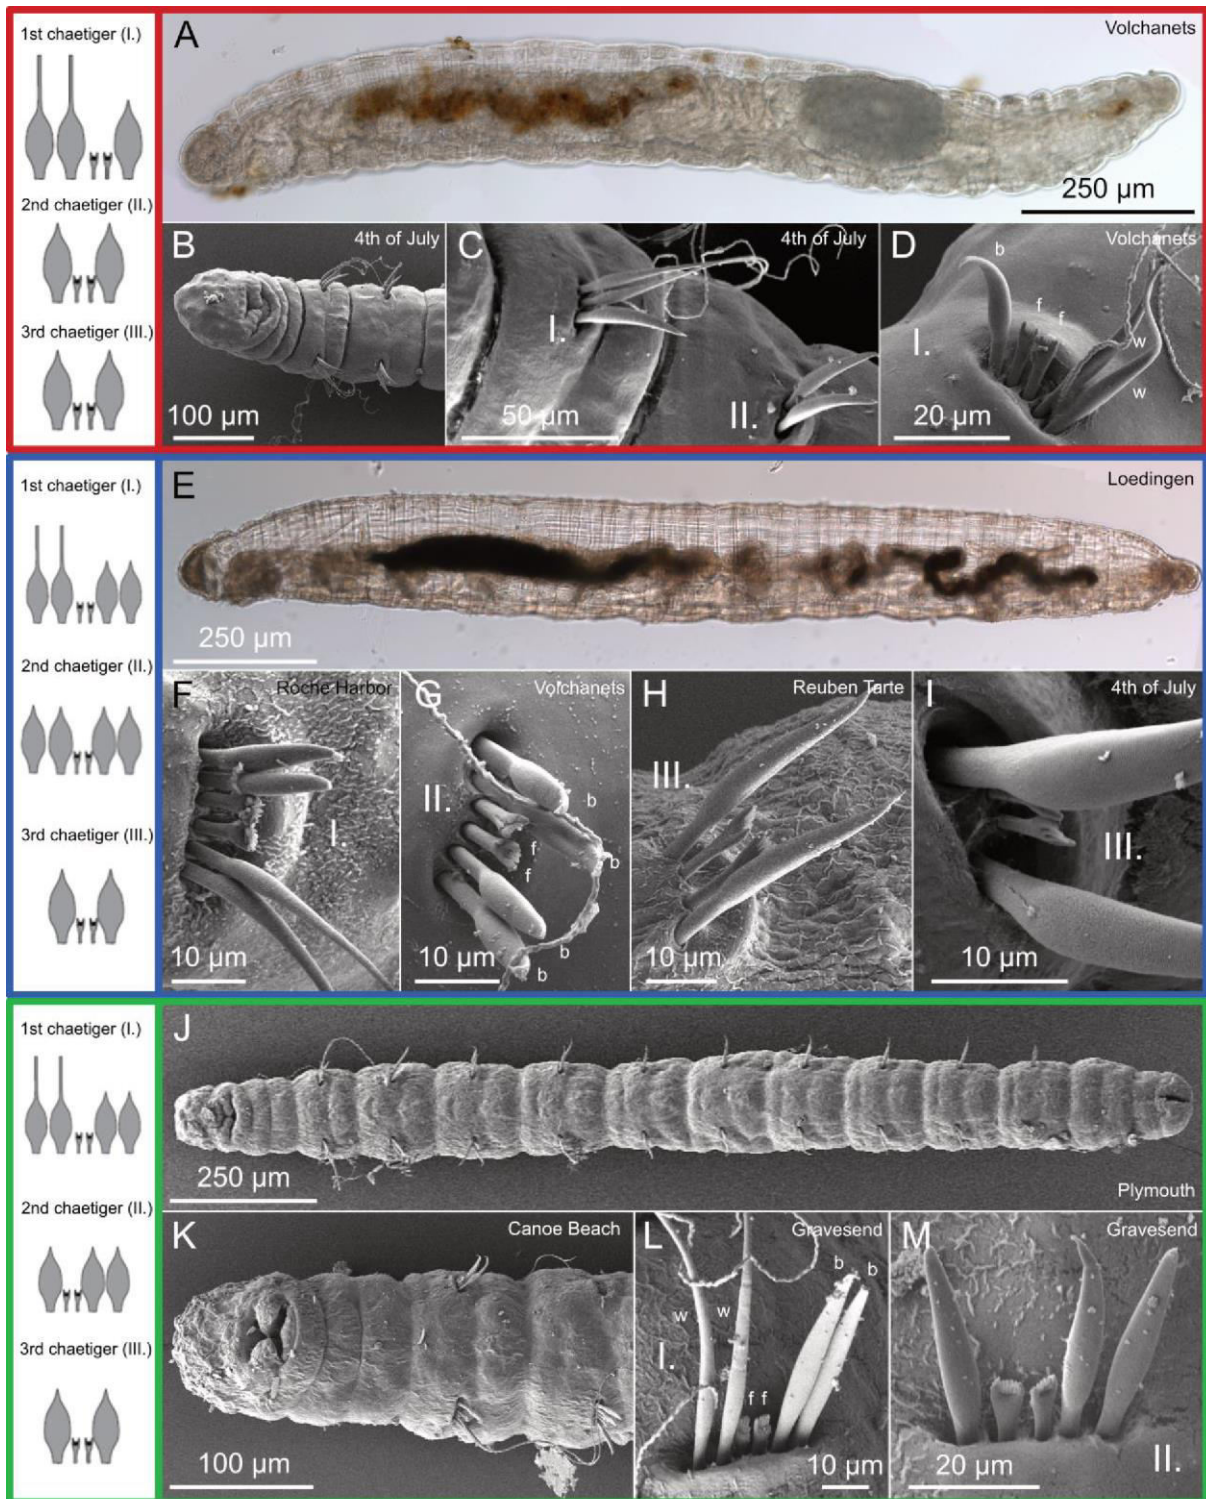 1st chaetiger (I.)
2nd chaetiger (II.)
3rd chaetiger (III.)
A
Volchanets
250 µm
B
4th of July
100 µm
C
4th of July
I.
II.
50 µm
D
Volchanets
b
f
f
I.
w
w
20 µm
1st chaetiger (I.)
2nd chaetiger (II.)
3rd chaetiger (III.)
E
Loedingen
250 µm
F
Roche Harbor
I.
10 µm
G
Volchanets
II.
b
f
b
f
b
b
10 µm
H
Reuben Tarte
III.
10 µm
I
4th of July
III.
10 µm
1st chaetiger (I.)
2nd chaetiger (II.)
3rd chaetiger (III.)
J
250 µm
Plymouth
K
Canoe Beach
100 µm
L
Gravesend
b
b
w
w
I.
f f
10 µm
M
Gravesend
20 µm
II.